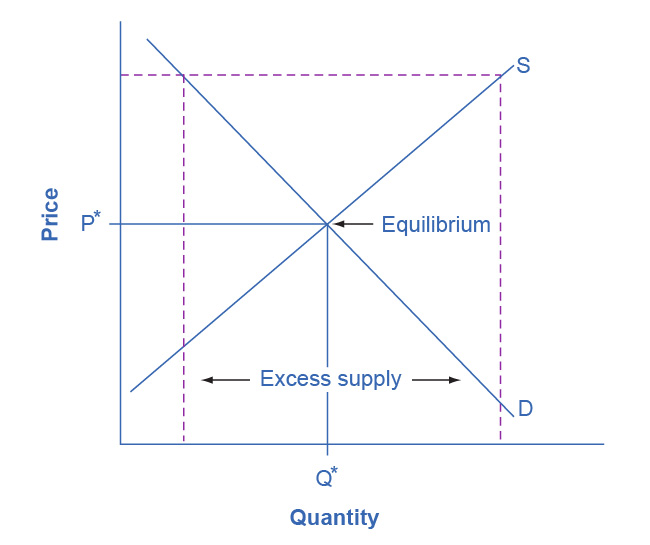 S
Price
P*
Equilibrium
Excess supply
D
Q*
Quantity